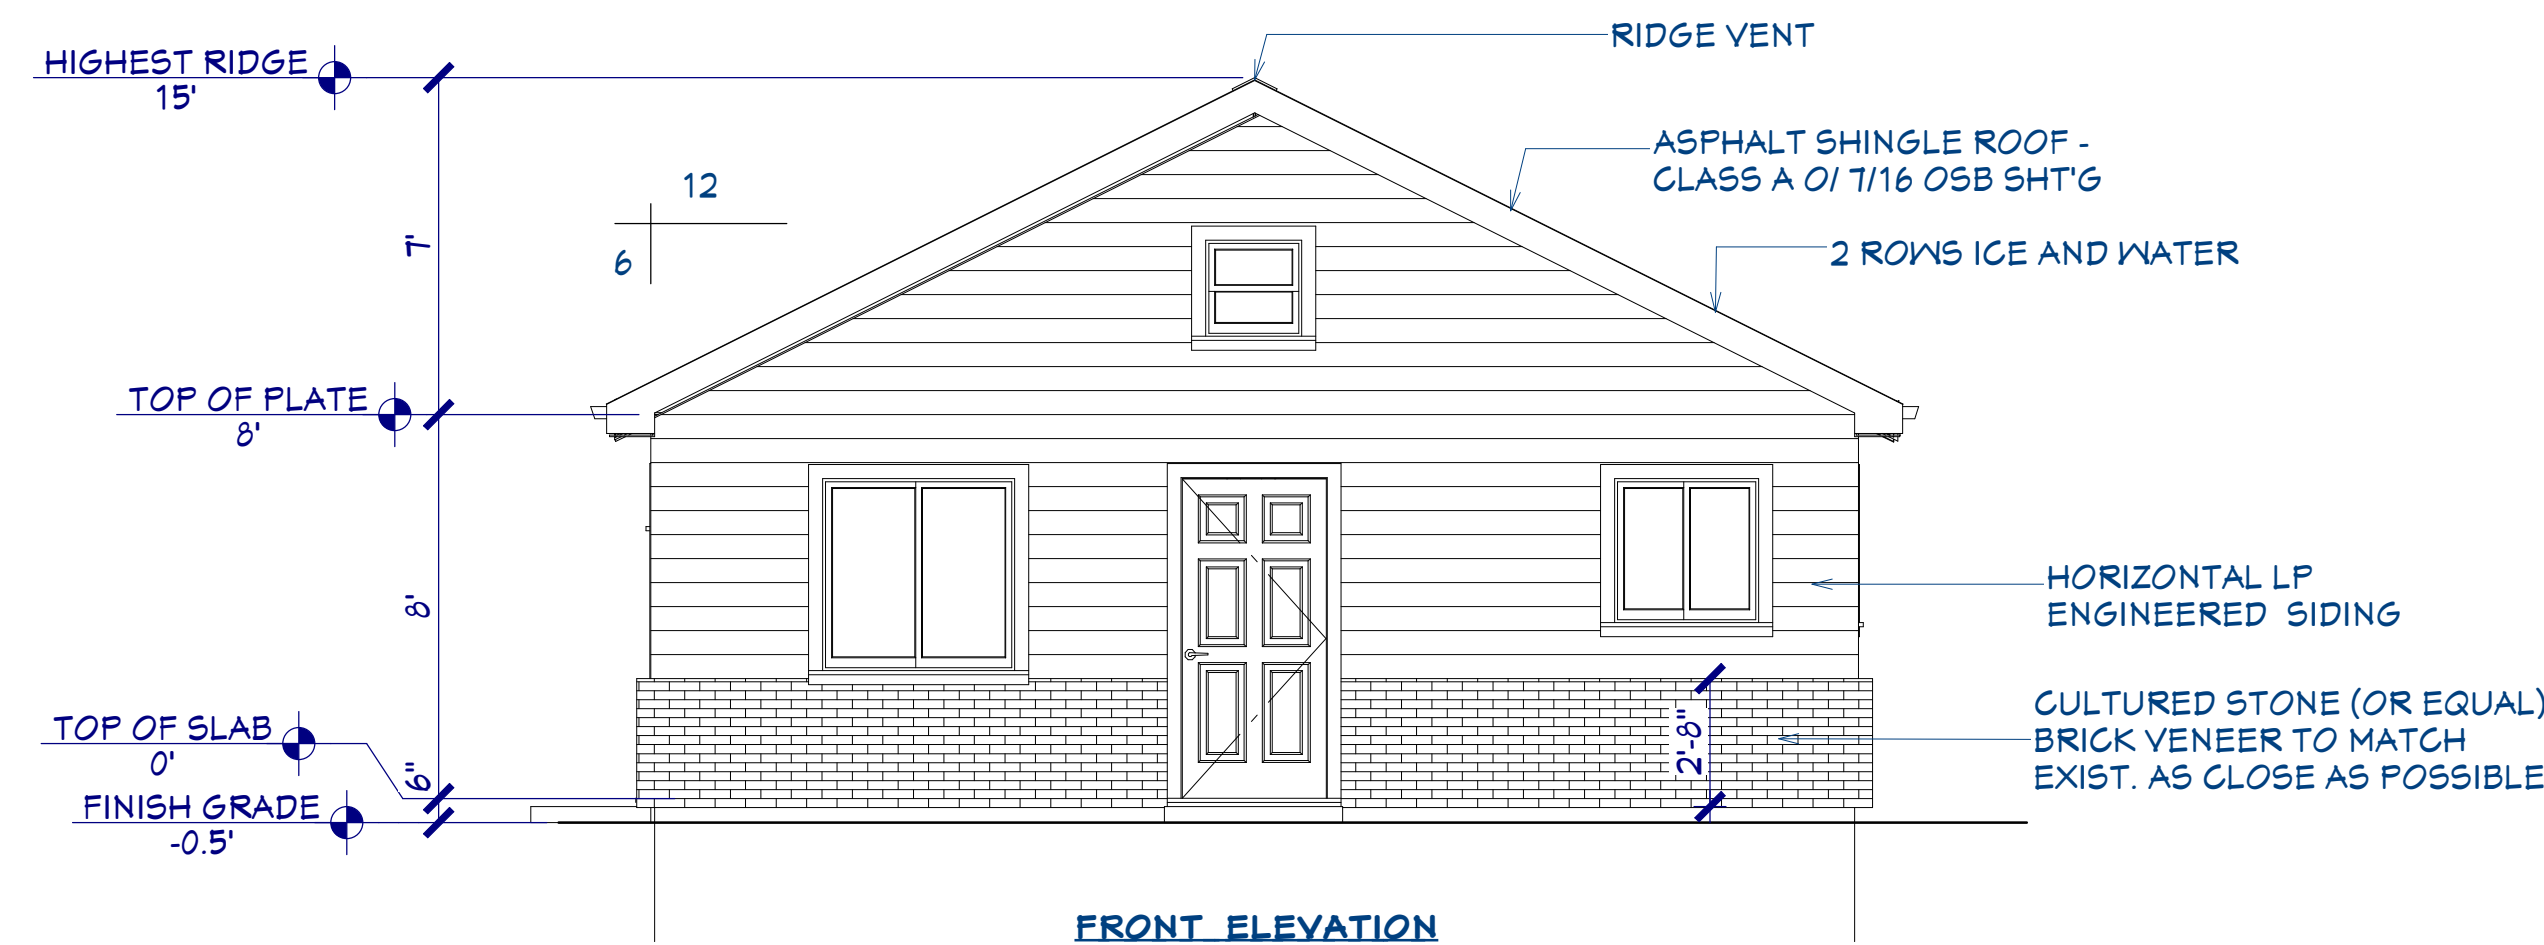 RIDGE VENT
HIGHEST RIDGE
15'
ASPHALT SHINGLE ROOF -
CLASS A O/ 7/16 OSB SHT'G
12
6
7'
2 ROWS ICE AND WATER
TOP OF PLATE
8'
8'
HORIZONTAL LP
ENGINEERED SIDING
2'-8"
CULTURED STONE (OR EQUAL)
BRICK VENEER TO MATCH
EXIST. AS CLOSE AS POSSIBLE
TOP OF SLAB
0'
6"
FINISH GRADE
-0.5'
FRONT ELEVATION